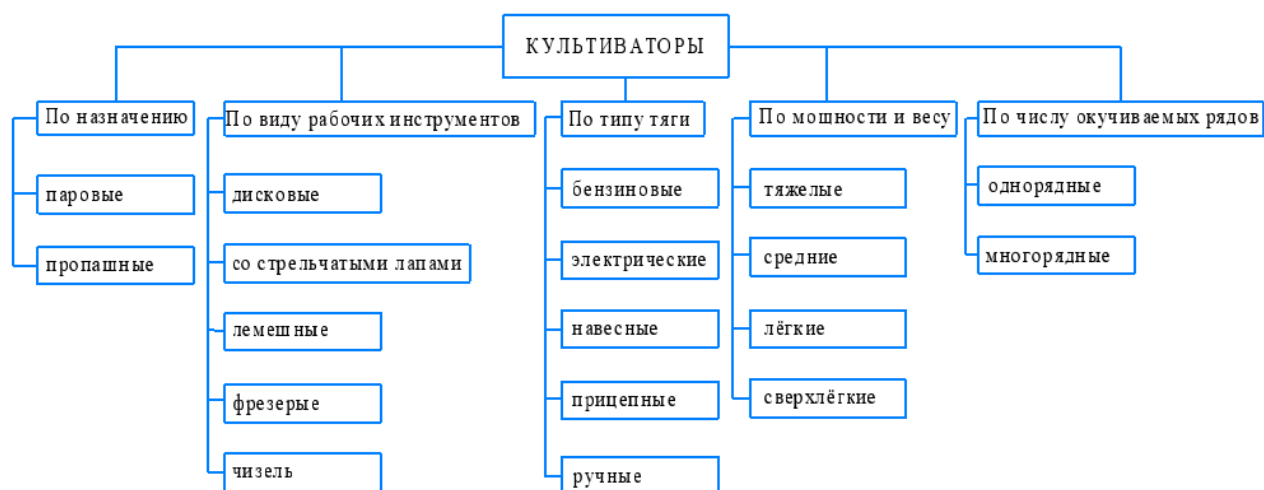 КУЛЬТИВАТОРЫ
По назначению
паровые
пропашные
По виду рабочих инструментов
дисковые
со стрельчатыми лапами
лемешные
фрезерые
чизель
По типу тяги
бензиновые
электрические
навесные
прицепные
ручные
По мошности и весу
тяжелые
средние
лёгкие
сверхлёгкие
По числу окучиваемых рядов
однорядные
многорядные